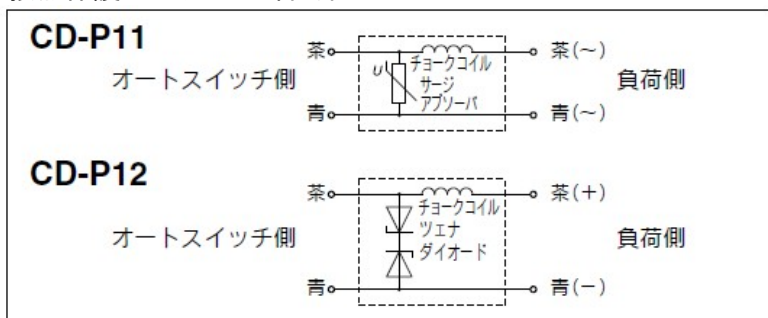 CD-P11
茶 チョークコイル 茶(~)
オートスイッチ側 U サージ 負荷側
アブソーバ
青 青(~)
CD-P12
茶 チョークコイル 茶(+)
オートスイッチ側 ツェナ 負荷側
ダイオード
青 青(−)